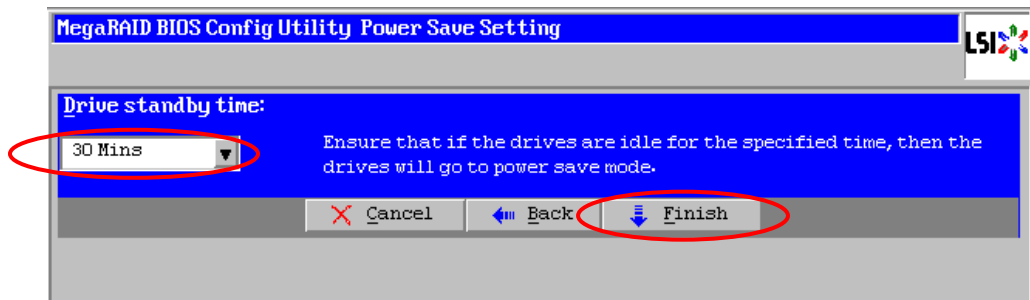 MegaRAID BIOS Config Utility Power Save Setting
LSI
Drive standby time:
30 Mins
Ensure that if the drives are idle for the specified time, then the
drives will go to power save mode.
Cancel
Back
Finish